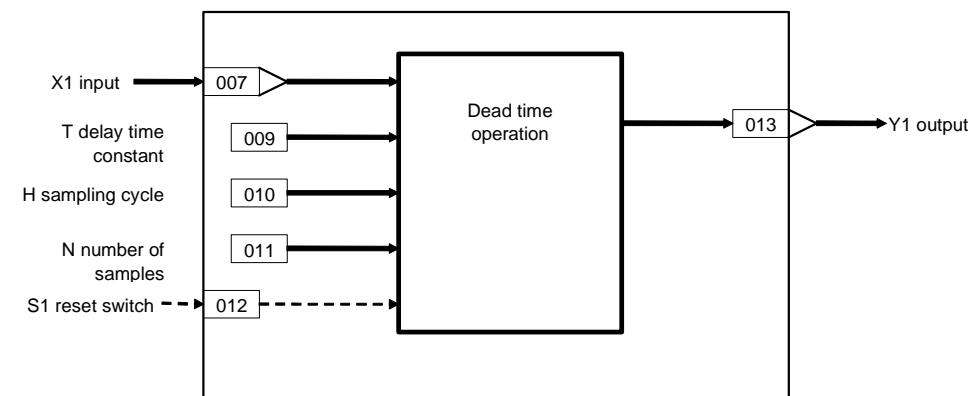 X1 input
007
Dead time
operation
013
Y1 output
T delay time
constant
009
H sampling cycle
010
N number of
samples
011
S1 reset switch
012